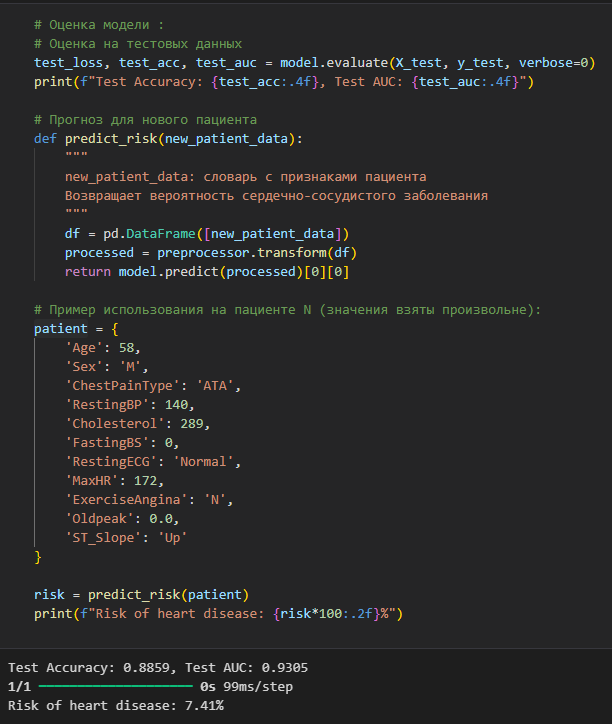 # Оценка модели :
# Оценка на тестовых данных
test_loss, test_acc, test_auc = model.evaluate(X_test, y_test, verbose=0)
print(f"Test Accuracy: {test_acc:.4f}, Test AUC: {test_auc:.4f}")

# Прогноз для нового пациента
def predict_risk(new_patient_data):
    """
    new_patient_data: словарь с признаками пациента
    Возвращает вероятность сердечно-сосудистого заболевания
    """
    df = pd.DataFrame([new_patient_data])
    processed = preprocessor.transform(df)
    return model.predict(processed)[0][0]

# Пример использования на пациенте N (значения взяты произвольне):
patient = {
    'Age': 58,
    'Sex': 'M',
    'ChestPainType': 'ATA',
    'RestingBP': 140,
    'Cholesterol': 289,
    'FastingBS': 0,
    'RestingECG': 'Normal',
    'MaxHR': 172,
    'ExerciseAngina': 'N',
    'Oldpeak': 0.0,
    'ST_Slope': 'Up'
}

risk = predict_risk(patient)
print(f"Risk of heart disease: {risk*100:.2f}%")

Test Accuracy: 0.8859, Test AUC: 0.9305
1/1 ━━━━━━━━━━━━━━━━━━━━ 0s 99ms/step
Risk of heart disease: 7.41%